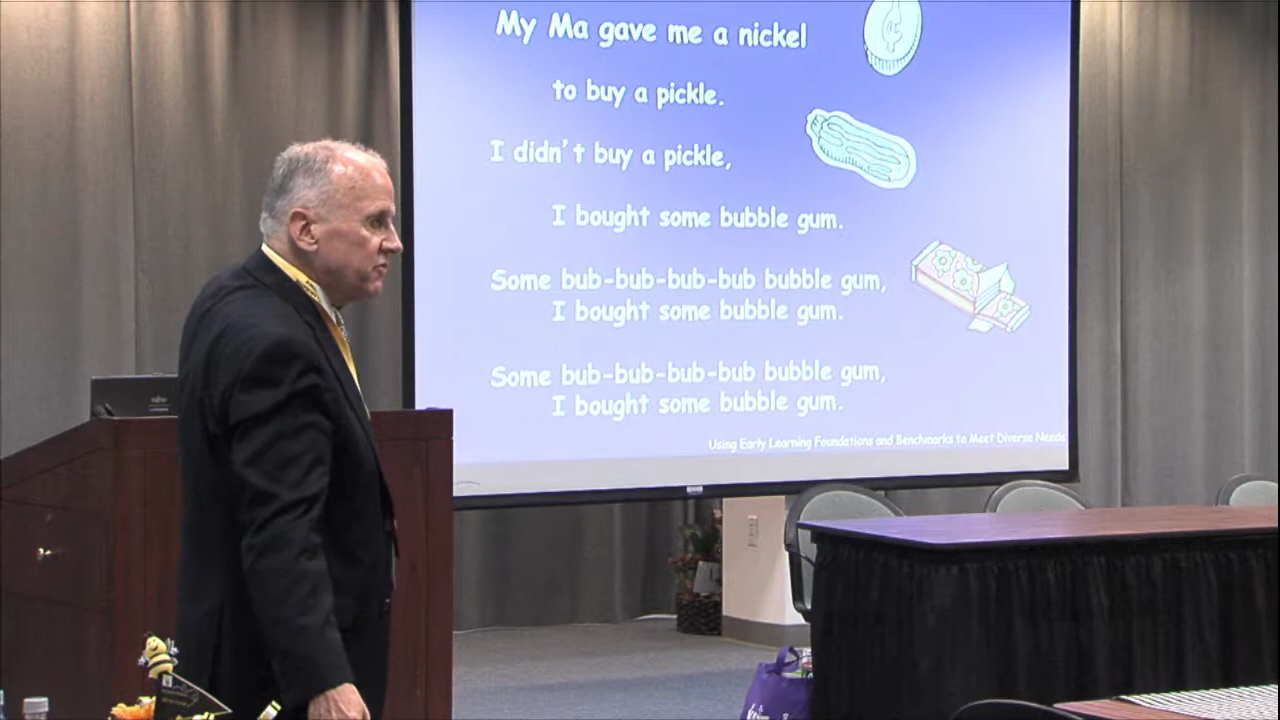 My Ma gave me a nickel
to buy a pickle.
I didn't buy a pickle,
I bought some bubble gum.
Some bub-bub-bub-bub bubble gum,
I bought some bubble gum.
Some bub-bub-bub-bub bubble gum,
I bought some bubble gum.
Using Early Learning Foundations and Benchmarks to Meet Diverse Needs